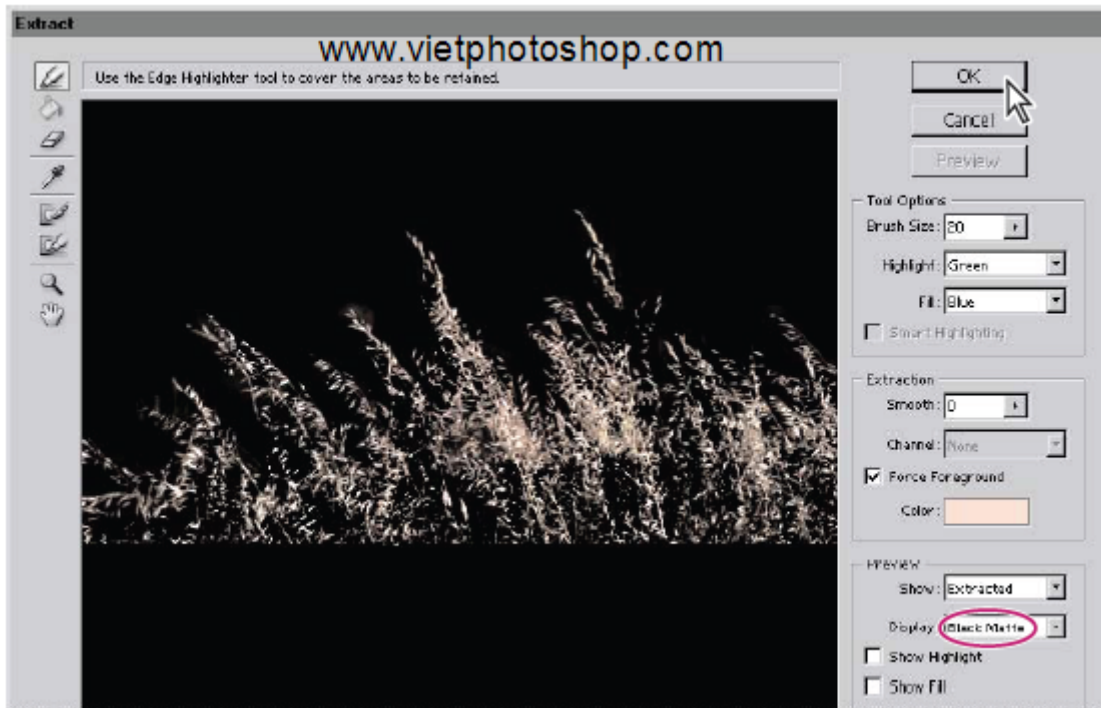 Extract
www.vietphotoshop.com
Use the Edge Highlighter tool to cover the areas to be retained.
OK
Cancel
Preview
Tool Options
Brush Size: 20
Highlight: Green
Fill: Blue
Smart Highlighting
Extraction
Smooth: 0
Channel: None
Force Foreground
Color:
Preview
Show: Extracted
Display: Black Matte
Show Highlight
Show Fill